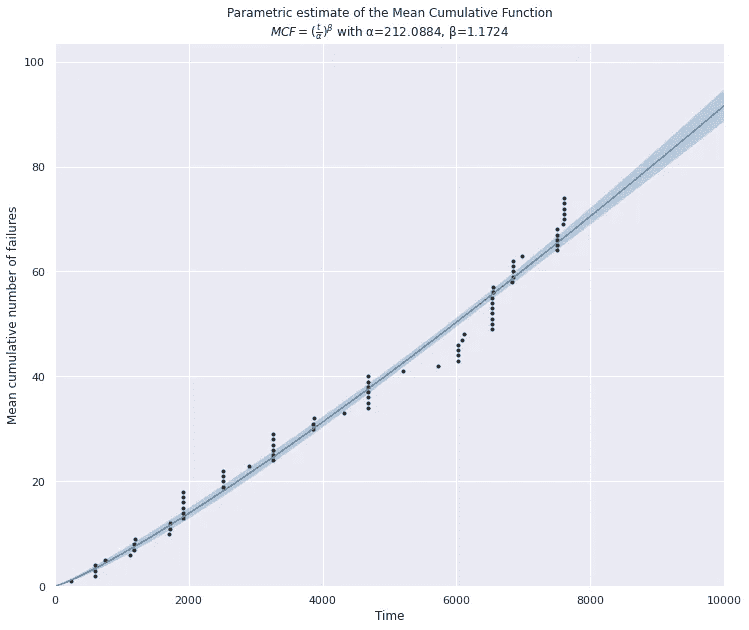 Parametric estimate of the Mean Cumulative Function
MCF = (t/α)^β with α=212.0884, β=1.1724
Mean cumulative number of failures
100
80
60
40
20
0
0 2000 4000 6000 8000 10000
Time